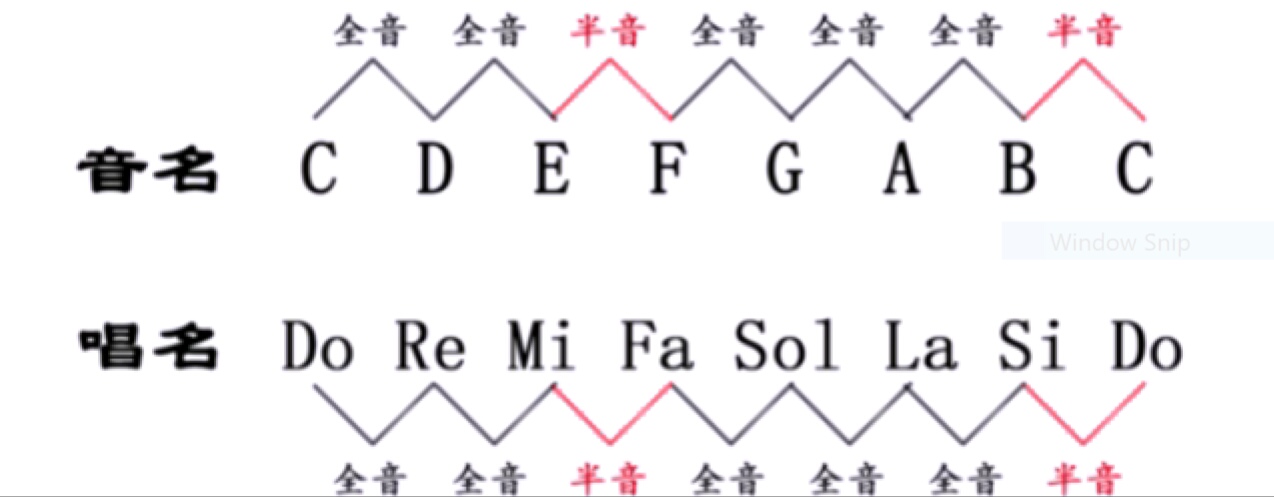 全音 全音 半音 全音 全音 全音 半音
音名 C D E F G A B C
Window Snip
唱名 Do Re Mi Fa Sol La Si Do
全音 全音 半音 全音 全音 全音 半音